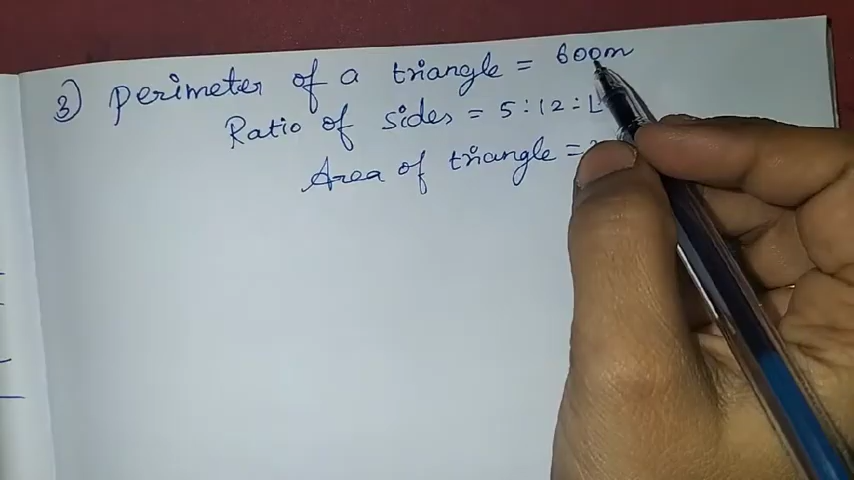 3) Perimeter of a triangle = 600m
Ratio of sides = 5:12:
Area of triangle =